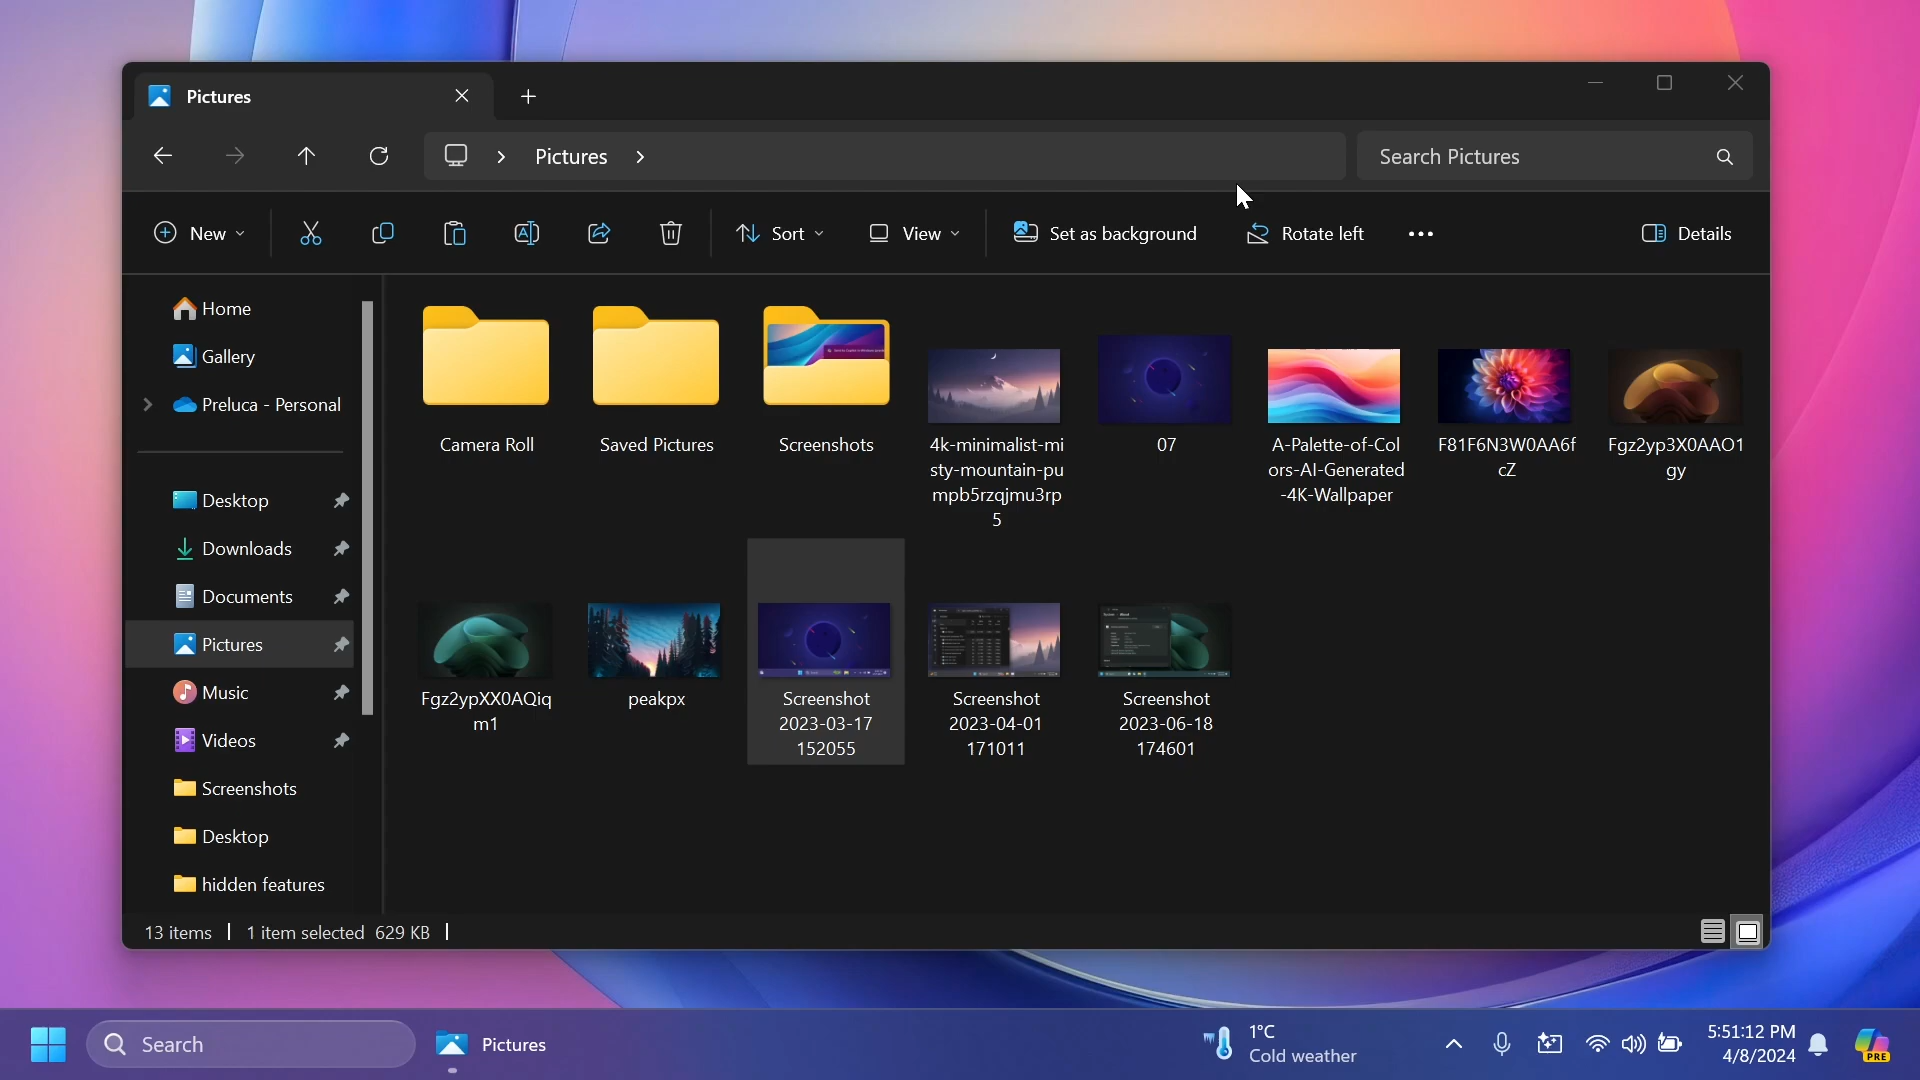 Pictures
Pictures
Search Pictures
New
Sort
View
Set as background
Rotate left
Details
Home
Gallery
Preluca - Personal
Desktop
Downloads
Documents
Pictures
Music
Videos
Screenshots
Desktop
hidden features
Camera Roll
Saved Pictures
Screenshots
4k-minimalist-mi
sty-mountain-pu
mpb5rzqjmu3rp
5
07
A-Palette-of-Col
ors-AI-Generated
-4K-Wallpaper
F81F6N3W0AA6f
cZ
Fgz2yp3X0AAO1
gy
Fgz2ypXX0AQiq
m1
peakpx
Screenshot
2023-03-17
152055
Screenshot
2023-04-01
171011
Screenshot
2023-06-18
174601
13 items
1 item selected 629 KB
Search
Pictures
1°C
Cold weather
5:51:12 PM
4/8/2024
PRE